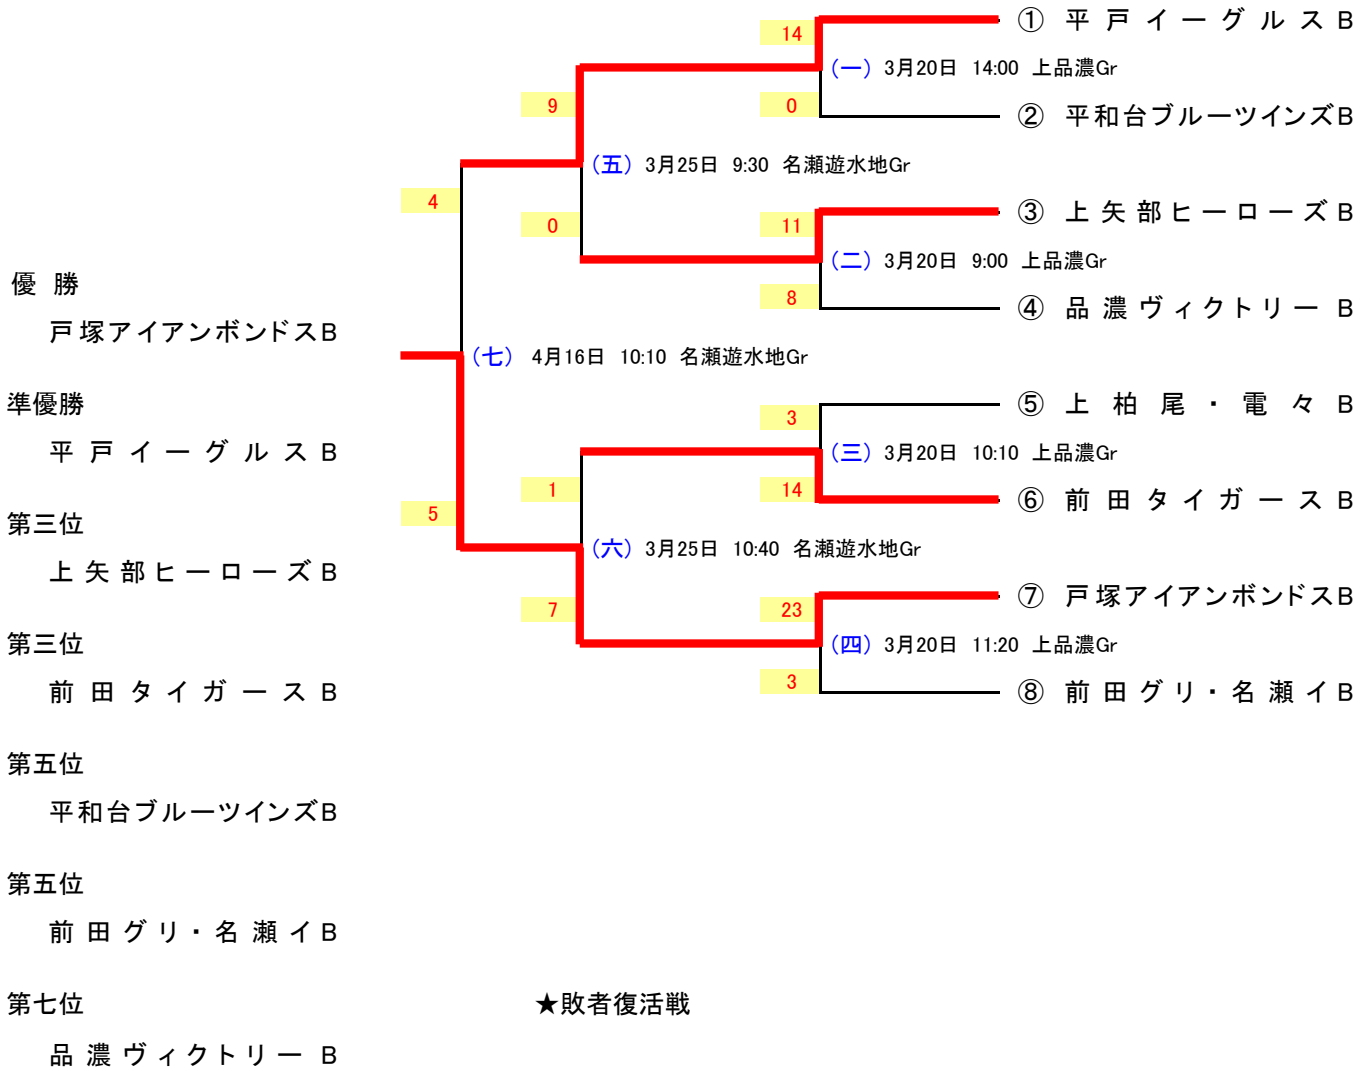 14
① 平戸イーグルスB
(一) 3月20日 14:00 上品濃Gr
9
0
② 平和台ブルーツインズB
(五) 3月25日 9:30 名瀬遊水地Gr
4
0
11
③ 上矢部ヒーローズB
(二) 3月20日 9:00 上品濃Gr
優 勝
8
④ 品濃ヴィクトリー B
戸塚アイアンボンドスB
(七) 4月16日 10:10 名瀬遊水地Gr
準優勝
3
⑤ 上柏尾・電々B
平戸イーグルスB
(三) 3月20日 10:10 上品濃Gr
1
14
⑥ 前田タイガースB
第三位
5
(六) 3月25日 10:40 名瀬遊水地Gr
上矢部ヒーローズB
7
23
⑦ 戸塚アイアンボンドスB
第三位
(四) 3月20日 11:20 上品濃Gr
前田タイガースB
3
⑧ 前田グリ・名瀬イB
第五位
平和台ブルーツインズB
第五位
前田グリ・名瀬イB
第七位
★敗者復活戦
品濃ヴィクトリー B